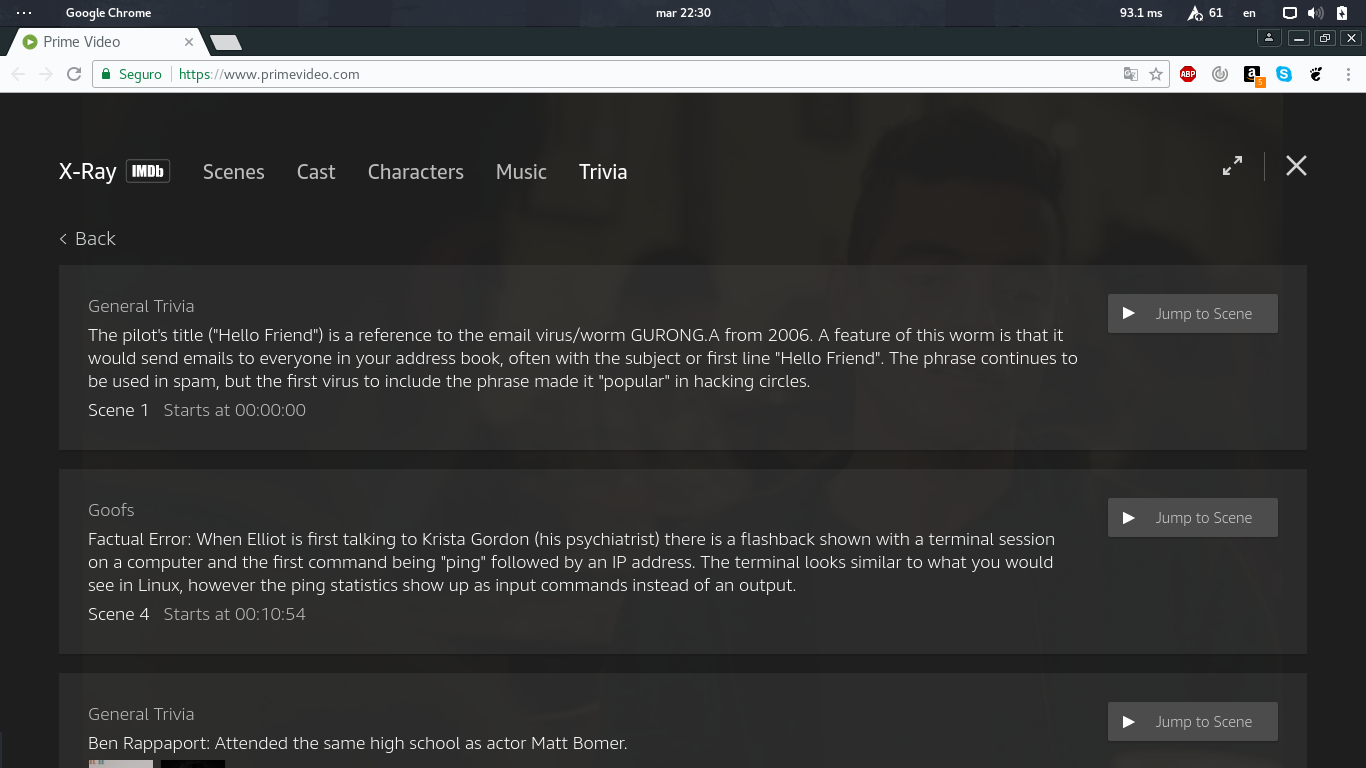 Google Chrome
mar 22:30
93.1 ms
61
en
Prime Video
Seguro
https://www.primevideo.com
ABP
a
5
S
X-Ray IMDb Scenes Cast Characters Music Trivia
Back
General Trivia
Jump to Scene
The pilot's title ("Hello Friend") is a reference to the email virus/worm GURONG.A from 2006. A feature of this worm is that it
would send emails to everyone in your address book, often with the subject or first line "Hello Friend". The phrase continues to
be used in spam, but the first virus to include the phrase made it "popular" in hacking circles.
Scene 1 Starts at 00:00:00
Goofs
Jump to Scene
Factual Error: When Elliot is first talking to Krista Gordon (his psychiatrist) there is a flashback shown with a terminal session
on a computer and the first command being "ping" followed by an IP address. The terminal looks similar to what you would
see in Linux, however the ping statistics show up as input commands instead of an output.
Scene 4 Starts at 00:10:54
General Trivia
Jump to Scene
Ben Rappaport: Attended the same high school as actor Matt Bomer.